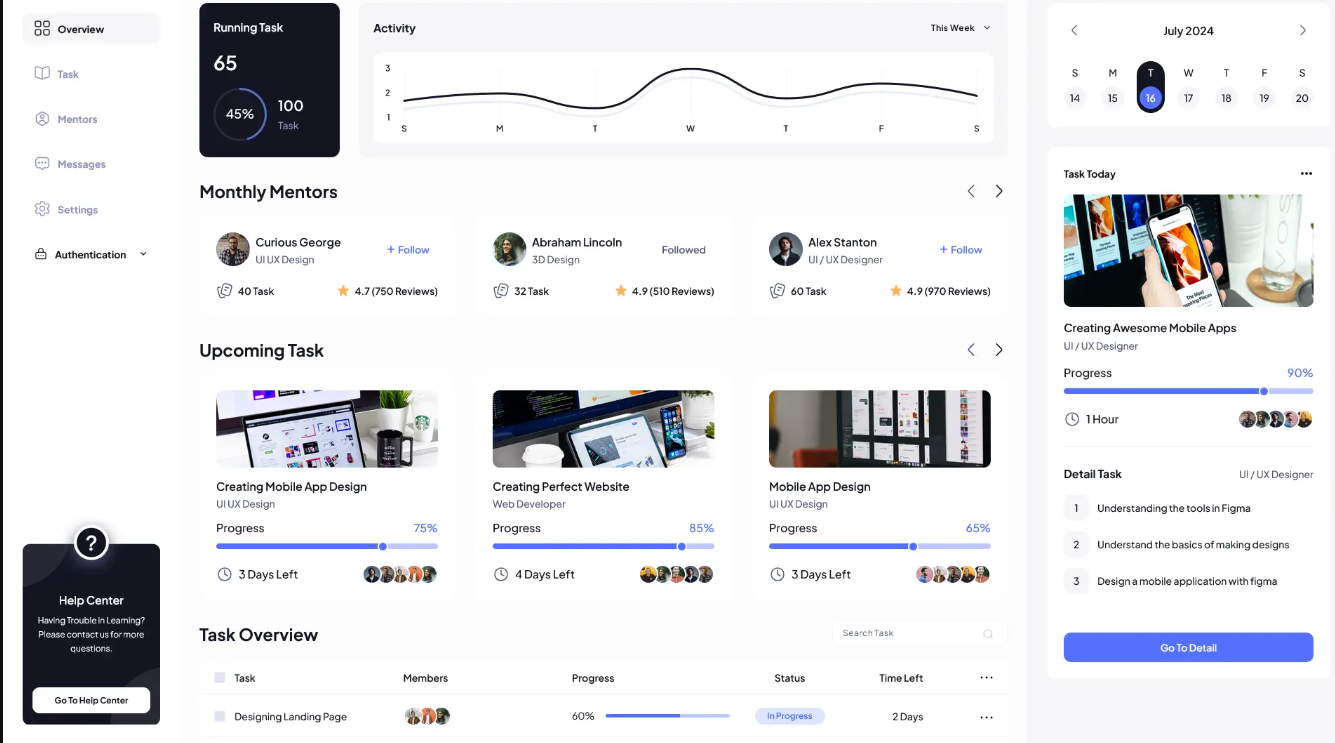 Overview
Task
Mentors
Messages
Settings
Authentication
?
Help Center
Having Trouble in Learning?
Please contact us for more
questions.
Go To Help Center
Running Task
65
45%
100
Task
Activity
This Week
3
2
1
S M T W T F S
Monthly Mentors
Curious George
UI UX Design
+ Follow
40 Task
4.7 (750 Reviews)
Abraham Lincoln
3D Design
Followed
32 Task
4.9 (510 Reviews)
Alex Stanton
UI / UX Designer
+ Follow
60 Task
4.9 (970 Reviews)
Upcoming Task
Creating Mobile App Design
UI UX Design
Progress 75%
3 Days Left
Creating Perfect Website
Web Developer
Progress 85%
4 Days Left
Mobile App Design
UI UX Design
Progress 65%
3 Days Left
Task Overview
Search Task
Task Members Progress Status Time Left
Designing Landing Page 60% In Progress 2 Days
July 2024
S M T W T F S
14 15 16 17 18 19 20
Task Today
The Most
Creating Awesome Mobile Apps
UI / UX Designer
Progress 90%
1 Hour
Detail Task UI / UX Designer
1 Understanding the tools in Figma
2 Understand the basics of making designs
3 Design a mobile application with figma
Go To Detail